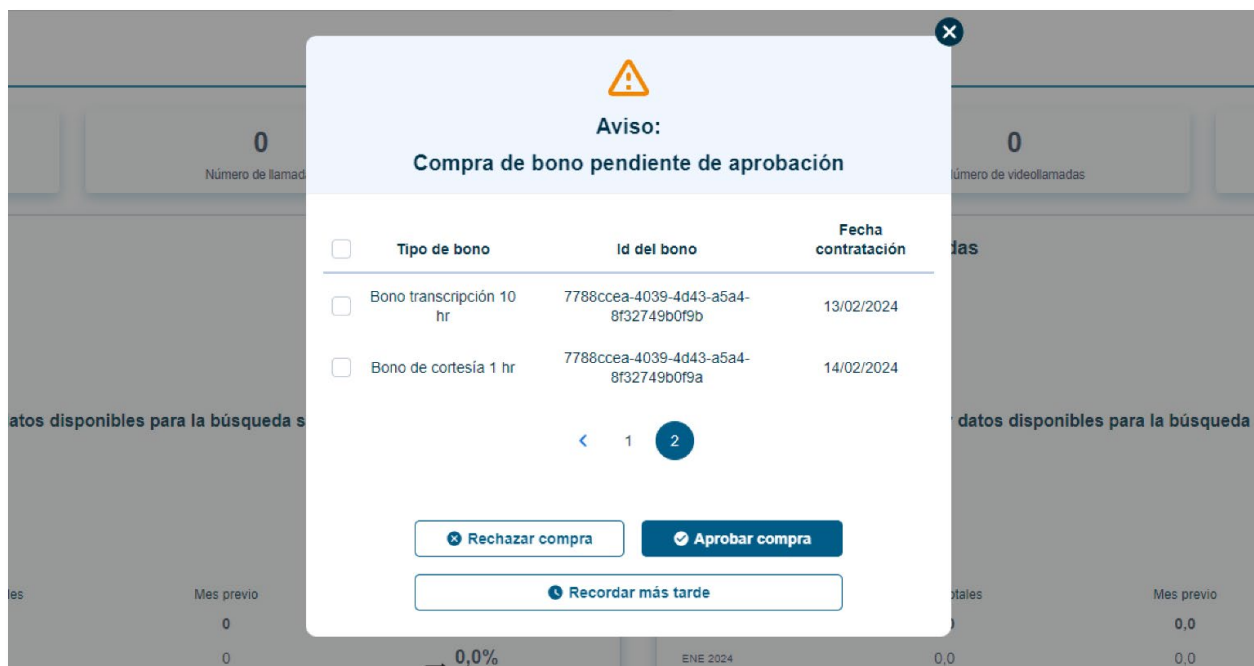 Aviso:
Compra de bono pendiente de aprobación
0
Número de
0
de videollamadas
Tipo de bono
Id del bono
Fecha
contratación
Bono transcripción 10
hr
7788ccea-4039-4d43-a5a4-
8f32749b0f9b
13/02/2024
Bono de cortesía 1 hr
7788ccea-4039-4d43-a5a4-
8f32749b0f9a
14/02/2024
disponibles para la búsqueda
datos disponibles para la búsqueda
1
2
Rechazar compra
Aprobar compra
Recordar más tarde
Mes previo
0
0
0,0%
Mes previo
0,0
ENE 2024
0,0
0,0